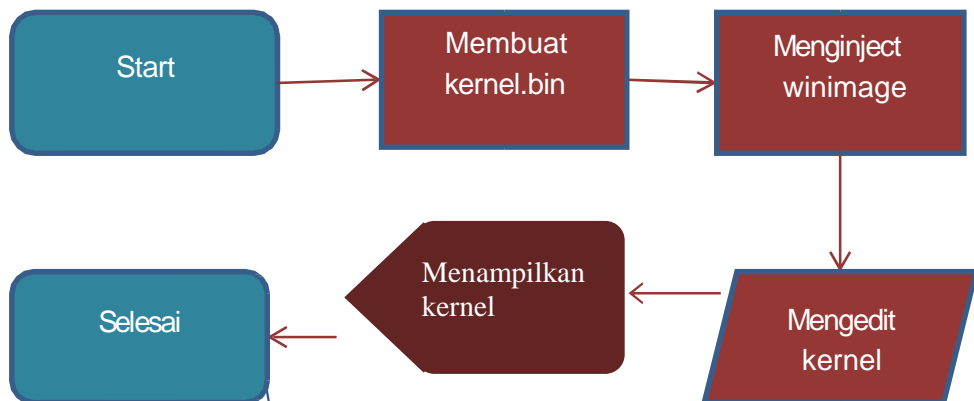 Start
Membuat
kernel.bin
Menginject
winimage
Mengedit
kernel
Menampilkan
kernel
Selesai